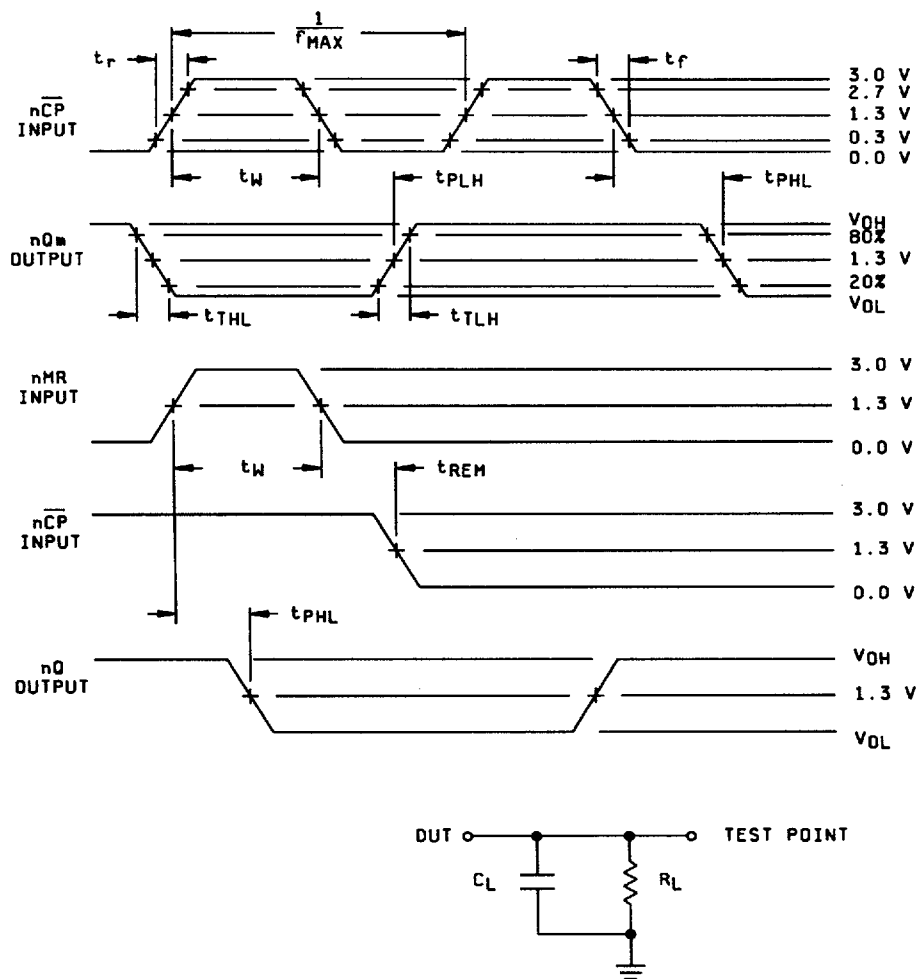 1
fMAX
tr
tf
3.0 V
2.7 V
1.3 V
0.3 V
0.0 V
nCP
INPUT
tW
tPLH
tPHL
nQm
OUTPUT
VOH
80%
1.3 V
20%
VOL
tTHL
tTLH
nMR
INPUT
3.0 V
1.3 V
0.0 V
tW
tREM
nCP
INPUT
3.0 V
1.3 V
0.0 V
tPHL
nQ
OUTPUT
VOH
1.3 V
VOL
DUT
TEST POINT
CL
RL